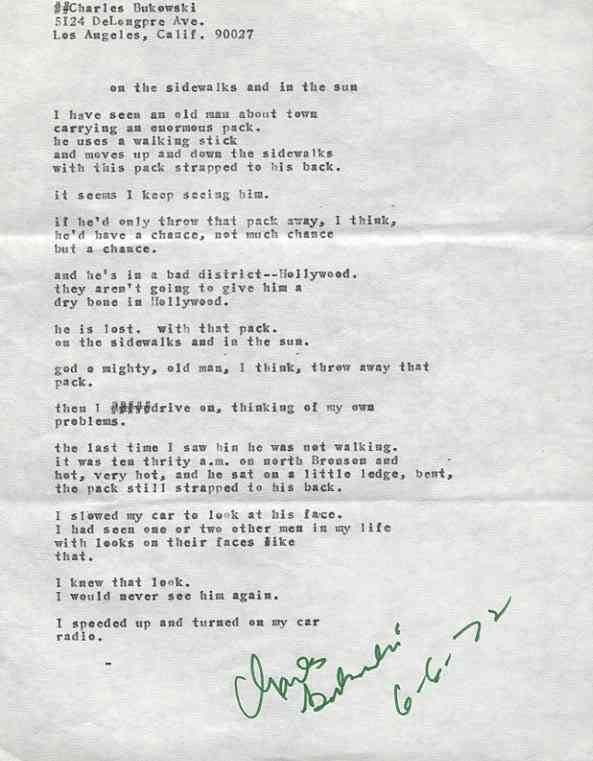 ##Charles Bukowski
5124 DeLongpre Ave.
Los Angeles, Calif. 90027
on the sidewalks and in the sun
I have seen an old man about town
carrying an enormous pack.
he uses a walking stick
and moves up and down the sidewalks
with this pack strapped to his back.
it seems I keep seeing him.
if he'd only throw that pack away, I think,
he'd have a chance, not much chance
but a chance.
and he's in a bad district--Hollywood.
they aren't going to give him a
dry bone in Hollywood.
he is lost. with that pack.
on the sidewalks and in the sun.
god o mighty, old man, I think, throw away that
pack.
then I drive on, thinking of my own
problems.
the last time I saw him he was not walking.
it was ten thrity a.m. on north Bronson and
hot, very hot, and he sat on a little ledge, bent,
the pack still strapped to his back.
I slowed my car to look at his face.
I had seen one or two other men in my life
with looks on their faces like
that.
I knew that look.
I would never see him again.
I speeded up and turned on my car
radio.
-
Charles
Bukowski
6-6-72